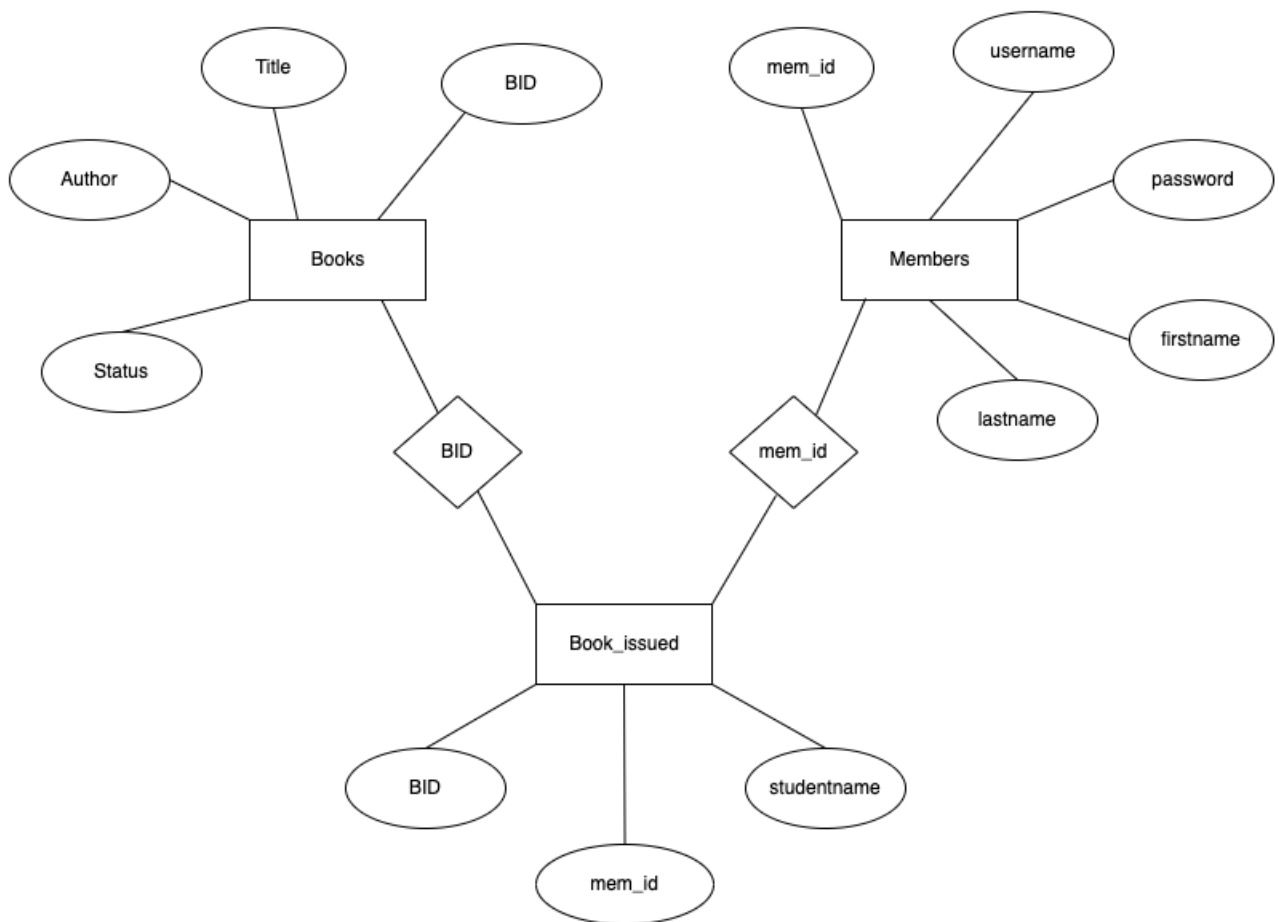 username
mem_id
Title
BID
Author
password
Books
Members
firstname
Status
lastname
BID
mem_id
Book_issued
BID
studentname
mem_id